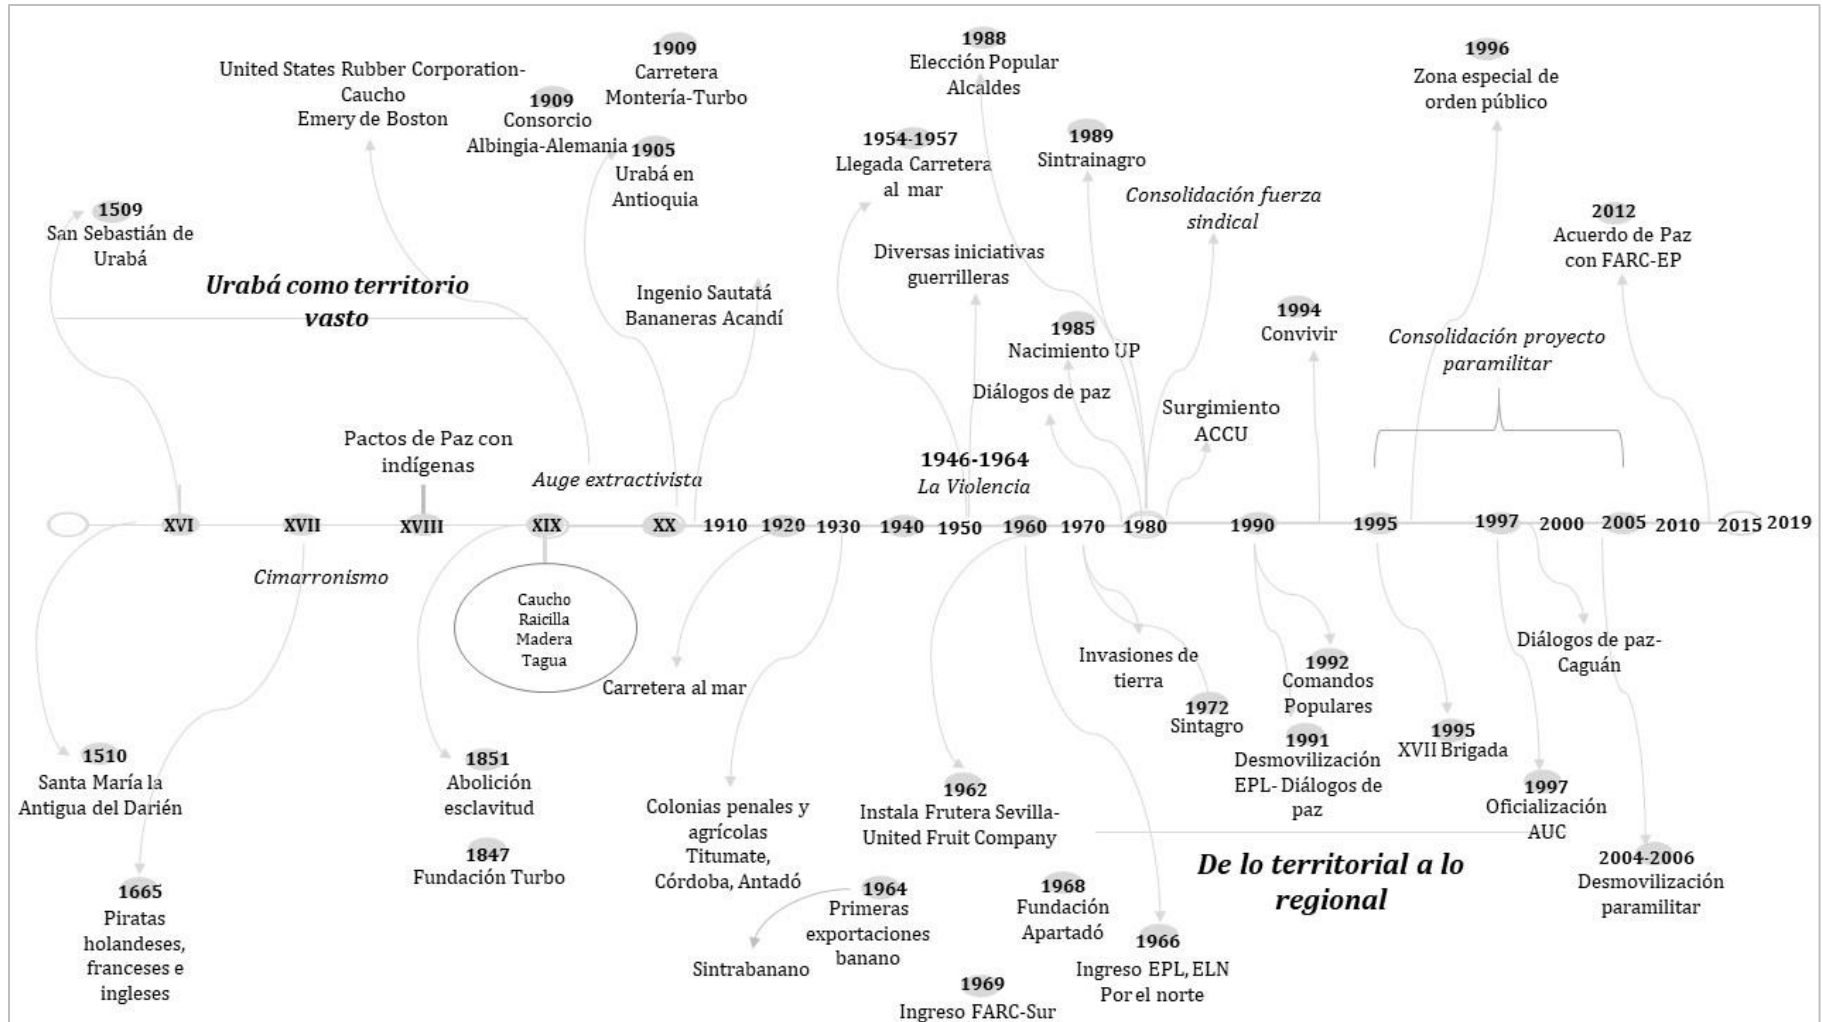 United States Rubber Corporation-
Caucho
Emery de Boston
1909
Consorcio
Albingia-Alemania
1909
Carretera
Montería-Turbo
1905
Urabá en
Antioquia
1988
Elección Popular
Alcaldes
1954-1957
Llegada Carretera
al mar
1989
Sintrainagro
Consolidación fuerza
sindical
1996
Zona especial de
orden público
2012
Acuerdo de Paz
con FARC-EP
1509
San Sebastián de
Urabá
Urabá como territorio
vasto
Ingenio Sautatá
Bananeras Acandí
Diversas iniciativas
guerrilleras
1985
Nacimiento UP
Diálogos de paz
1994
Convivir
Consolidación proyecto
paramilitar
Surgimiento
ACCU
Pactos de Paz con
indígenas
Auge extractivista
1946-1964
La Violencia
XVI XVII XVIII XIX XX 1910 1920 1930 1940 1950 1960 1970 1980 1990 1995 1997 2000 2005 2010 2015 2019
Cimarronismo
Caucho
Raicilla
Madera
Tagua
Carretera al mar
Invasiones de
tierra
1972
Sintagro
1992
Comandos
Populares
1991
Desmovilización
EPL- Diálogos de
paz
1995
XVII Brigada
Diálogos de paz-
Caguán
1510
Santa María la
Antigua del Darién
1851
Abolición
esclavitud
1847
Fundación Turbo
Colonias penales y
agrícolas
Titumate,
Córdoba, Antadó
1962
Instala Frutera Sevilla-
United Fruit Company
1997
Oficialización
AUC
De lo territorial a lo
regional
2004-2006
Desmovilización
paramilitar
1665
Piratas
holandeses,
franceses e
ingleses
1964
Primeras
exportaciones
banano
Sintrabanano
1968
Fundación
Apartadó
1969
Ingreso FARC-Sur
1966
Ingreso EPL, ELN
Por el norte